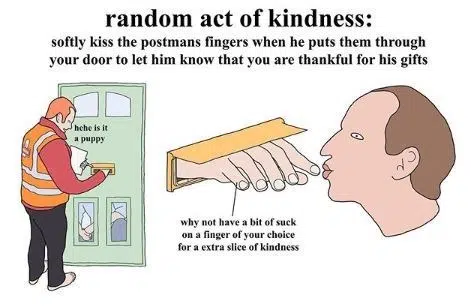 random act of kindness:
softly kiss the postmans fingers when he puts them through
your door to let him know that you are thankful for his gifts
hehe is it
a puppy
why not have a bit of suck
on a finger of your choice
for a extra slice of kindness